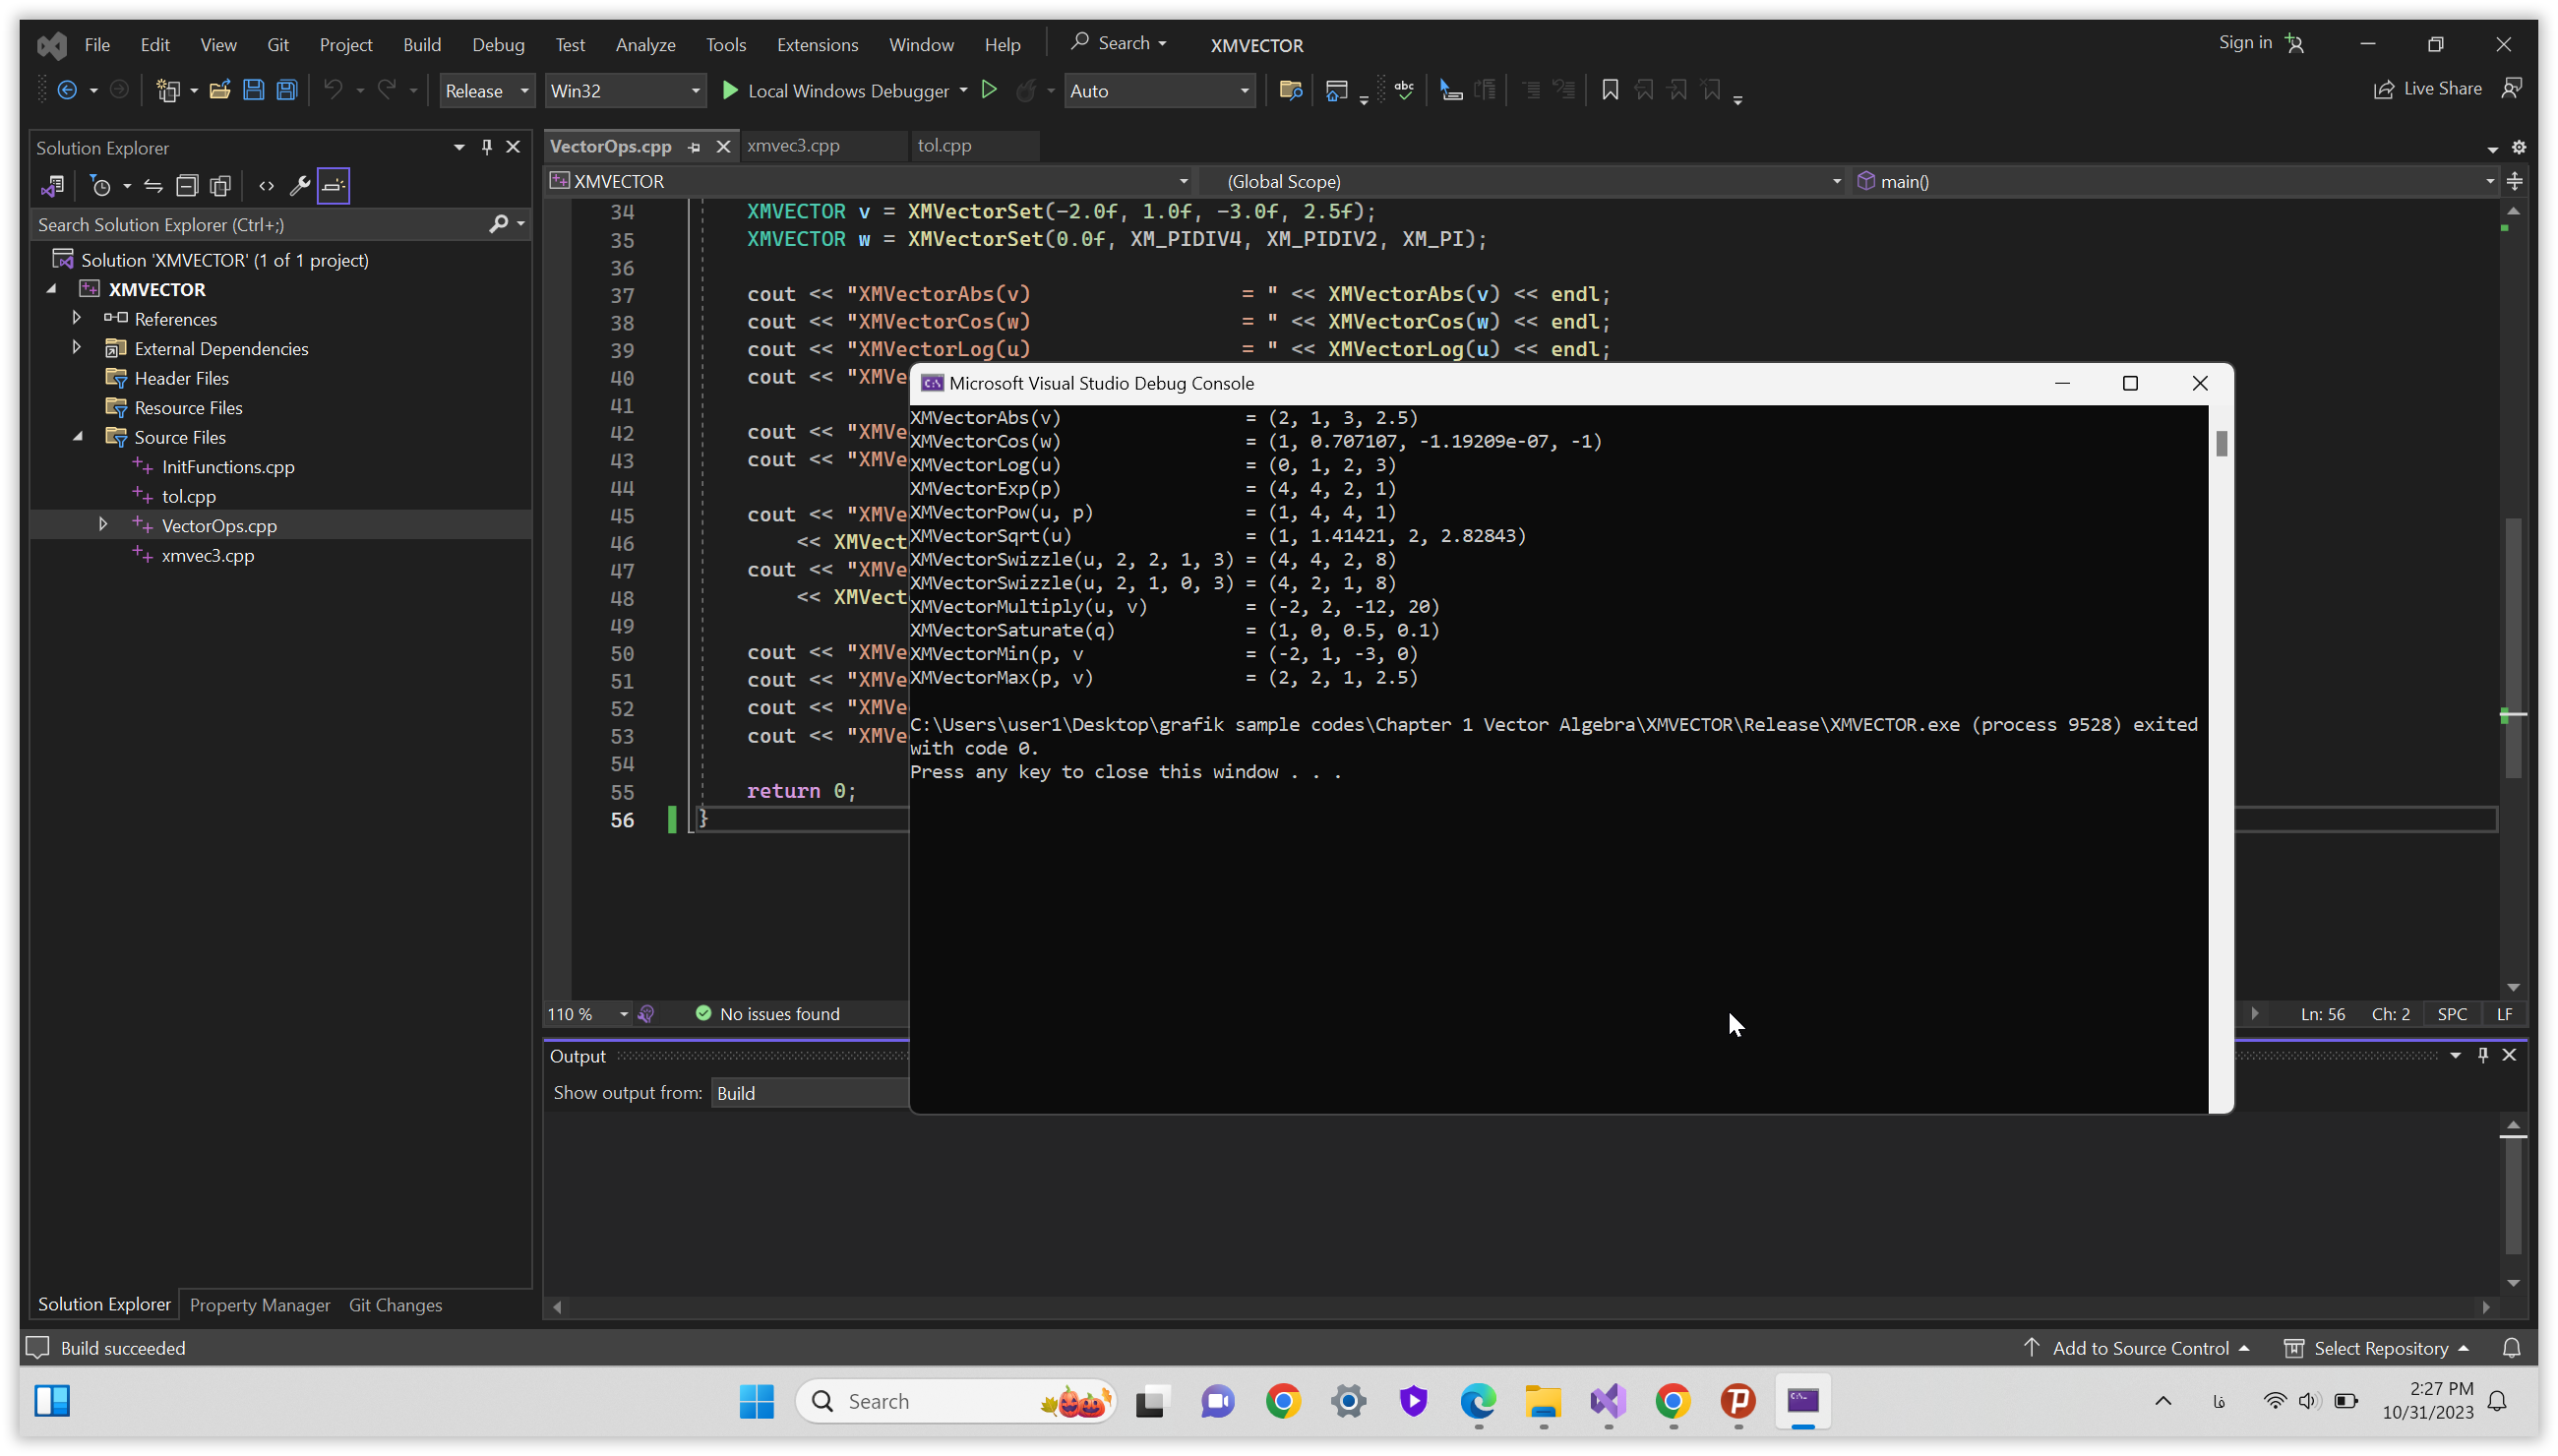 File Edit View Git Project Build Debug Test Analyze Tools Extensions Window Help Search XMVECTOR Sign in
Release Win32 Local Windows Debugger Auto Live Share
Solution Explorer
Search Solution Explorer (Ctrl+;)
Solution 'XMVECTOR' (1 of 1 project)
XMVECTOR
References
External Dependencies
Header Files
Resource Files
Source Files
InitFunctions.cpp
tol.cpp
VectorOps.cpp
xmvec3.cpp
Solution Explorer Property Manager Git Changes
VectorOps.cpp xmvec3.cpp tol.cpp
XMVECTOR (Global Scope) main()
34 XMVECTOR v = XMVectorSet(-2.0f, 1.0f, -3.0f, 2.5f);
35 XMVECTOR w = XMVectorSet(0.0f, XM_PIDIV4, XM_PIDIV2, XM_PI);
36
37 cout << "XMVectorAbs(v) = " << XMVectorAbs(v) << endl;
38 cout << "XMVectorCos(w) = " << XMVectorCos(w) << endl;
39 cout << "XMVectorLog(u) = " << XMVectorLog(u) << endl;
40 cout << "XMVe
41
42 cout << "XMVe
43 cout << "XMVe
44
45 cout << "XMVe
46 << XMVect
47 cout << "XMVe
48 << XMVect
49
50 cout << "XMVe
51 cout << "XMVe
52 cout << "XMVe
53 cout << "XMVe
54
55 return 0;
56 }
Microsoft Visual Studio Debug Console
XMVectorAbs(v) = (2, 1, 3, 2.5)
XMVectorCos(w) = (1, 0.707107, -1.19209e-07, -1)
XMVectorLog(u) = (0, 1, 2, 3)
XMVectorExp(p) = (4, 4, 2, 1)
XMVectorPow(u, p) = (1, 4, 4, 1)
XMVectorSqrt(u) = (1, 1.41421, 2, 2.82843)
XMVectorSwizzle(u, 2, 2, 1, 3) = (4, 4, 2, 8)
XMVectorSwizzle(u, 2, 1, 0, 3) = (4, 2, 1, 8)
XMVectorMultiply(u, v) = (-2, 2, -12, 20)
XMVectorSaturate(q) = (1, 0, 0.5, 0.1)
XMVectorMin(p, v = (-2, 1, -3, 0)
XMVectorMax(p, v) = (2, 2, 1, 2.5)
C:\Users\user1\Desktop\grafik sample codes\Chapter 1 Vector Algebra\XMVECTOR\Release\XMVECTOR.exe (process 9528) exited
with code 0.
Press any key to close this window . . .
110 % No issues found Ln: 56 Ch: 2 SPC LF
Output
Show output from: Build
Build succeeded Add to Source Control Select Repository
Search
فا
2:27 PM
10/31/2023